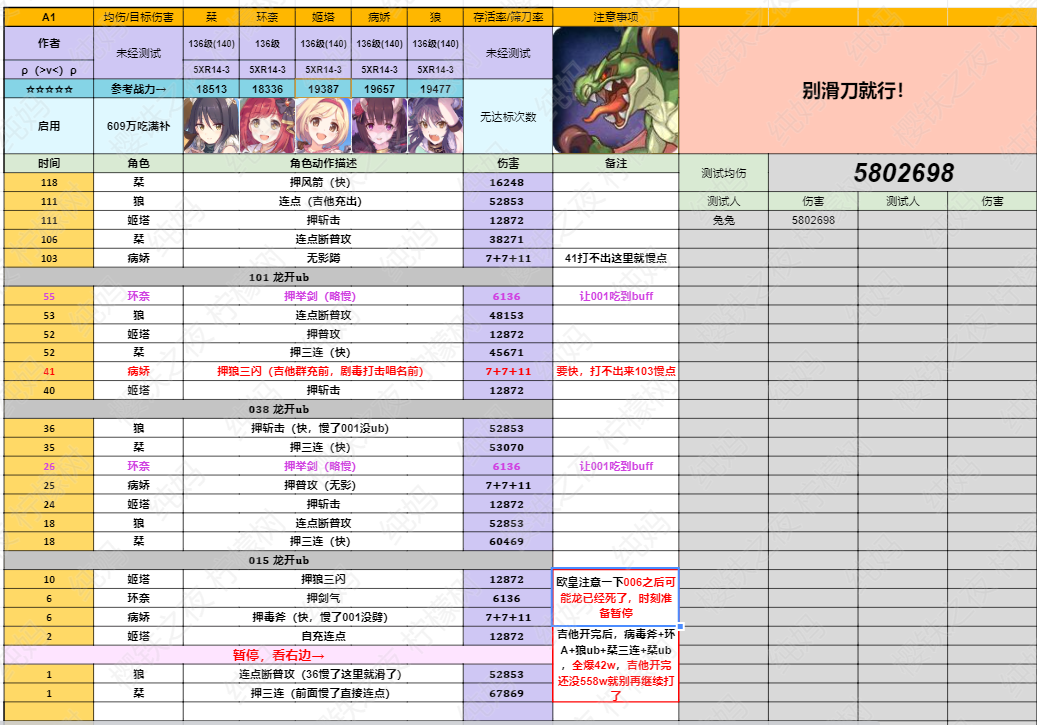 A1 均伤/目标伤害 栞 环奈 姬塔 病娇 狼 存活率/筛刀率 注意事项
作者 未经测试 136級(140) 136級 136級(140) 136級(140) 136級(140) 未经测试
ρ（>v<）ρ 5XR14-3 5XR14-3 5XR14-3 5XR14-3 5XR14-3
☆☆☆☆☆ 参考战力→ 18513 18336 19387 19657 19477
启用 609万吃满补 无达标次数
别滑刀就行！
时间 角色 角色动作描述 伤害 备注
测试均伤 5802698
测试人 伤害 测试人 伤害
兔兔 5802698
118 栞 押风箭（快） 16248
111 狼 连点（吉他充出） 52853
111 姬塔 押斩击 12872
106 栞 连点断普攻 38271
103 病娇 无影蹲 7+7+11 41打不出这里就慢点
101 龙开ub
55 环奈 押举剑（略慢） 6136 让001吃到buff
53 狼 连点断普攻 48153
52 姬塔 押普攻 12872
52 栞 押三连（快） 45671
41 病娇 押狼三闪（吉他群充前，剧毒打击唱名前） 7+7+11 要快，打不出来103慢点
40 姬塔 押斩击 12872
038 龙开ub
36 狼 押斩击（快，慢了001没ub） 52853
35 栞 押三连（快） 53070
26 环奈 押举剑（略慢） 6136 让001吃到buff
25 病娇 押普攻（无影） 7+7+11
24 姬塔 押斩击 12872
18 狼 连点断普攻 52853
18 栞 押三连（快） 60469
015 龙开ub
10 姬塔 押狼三闪 12872
6 环奈 押剑气 6136
6 病娇 押毒斧（快，慢了001没劈） 7+7+11
2 姬塔 自充连点 12872
欧皇注意一下006之后可
能龙已经死了，时刻准
备暂停
暂停，看右边→
1 狼 连点断普攻（36慢了这里就滑了） 52853
1 栞 押三连（前面慢了直接连点） 67869
吉他开完后，病毒斧+环
A+狼ub+栞三连+栞ub
，全爆42w，吉他开完
还没558w就别再继续打
了